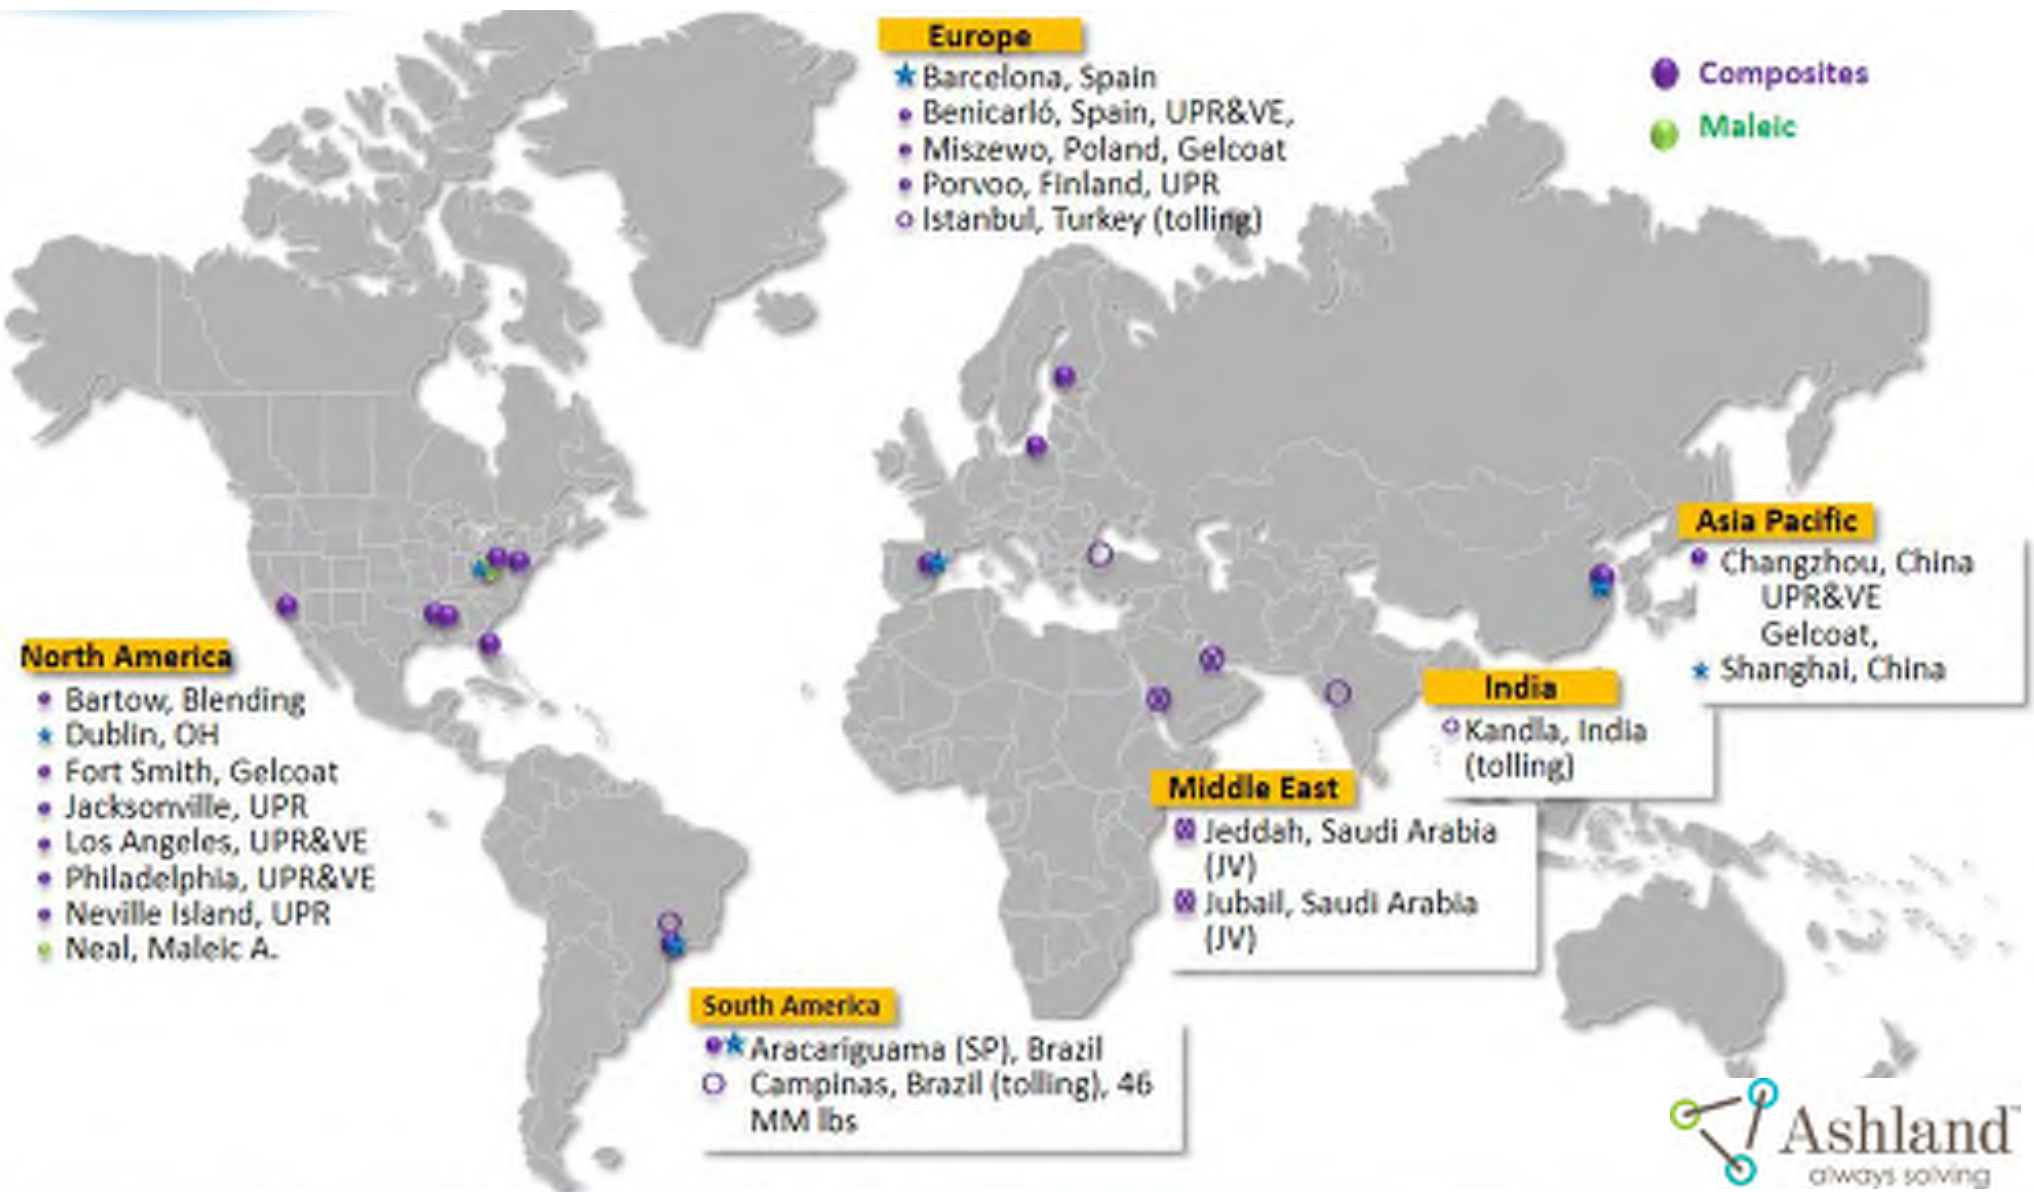 Europe
Barcelona, Spain
Benicarló, Spain, UPR&VE,
Miszewo, Poland, Gelcoat
Porvoo, Finland, UPR
Istanbul, Turkey (tolling)
Composites
Maleic
Asia Pacific
Changzhou, China
UPR&VE
Gelcoat,
Shanghai, China
North America
Bartow, Blending
Dublin, OH
Fort Smith, Gelcoat
Jacksonville, UPR
Los Angeles, UPR&VE
Philadelphia, UPR&VE
Neville Island, UPR
Neal, Maleic A.
India
Kandla, India
(tolling)
Middle East
Jeddah, Saudi Arabia
(JV)
Jubail, Saudi Arabia
(JV)
South America
Aracariguama (SP), Brazil
Campinas, Brazil (tolling), 46
MM lbs
Ashland™
always solving